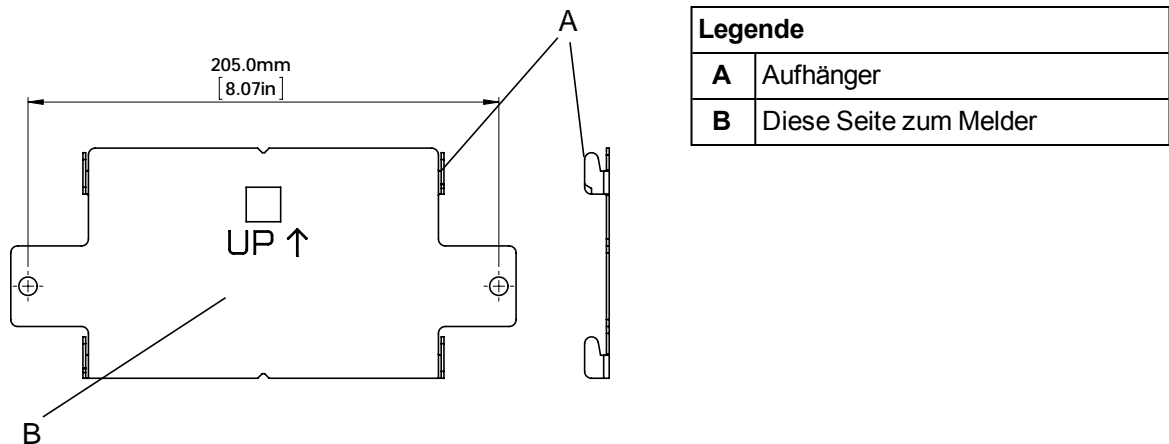 A
205.0mm
[8.07in]
UP ↑
B
Legende
A Aufhänger
B Diese Seite zum Melder